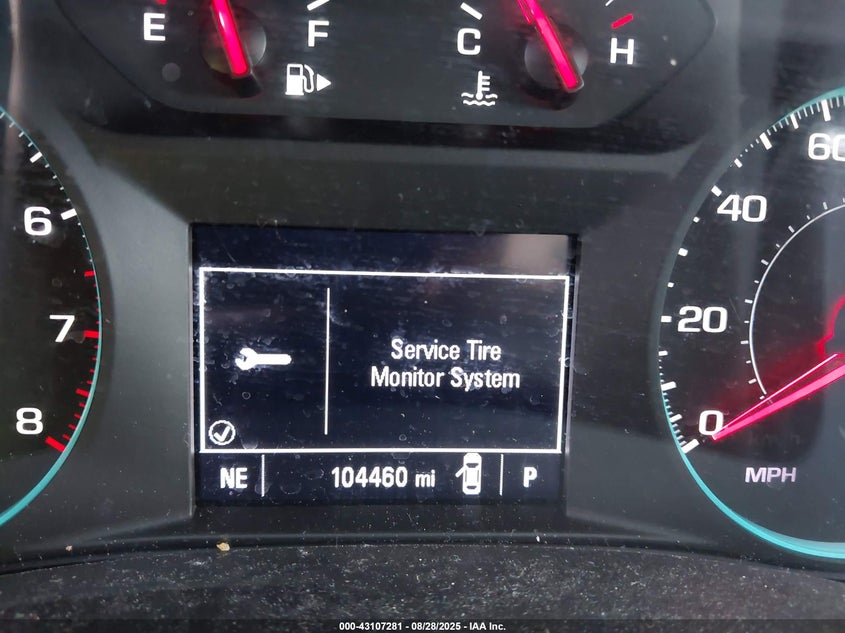 E F C H
60
40
6
20
7
Service Tire
Monitor System
8
0
NE 104460 mi P
MPH
000-43107281 - 08/28/2025 - IAA Inc.